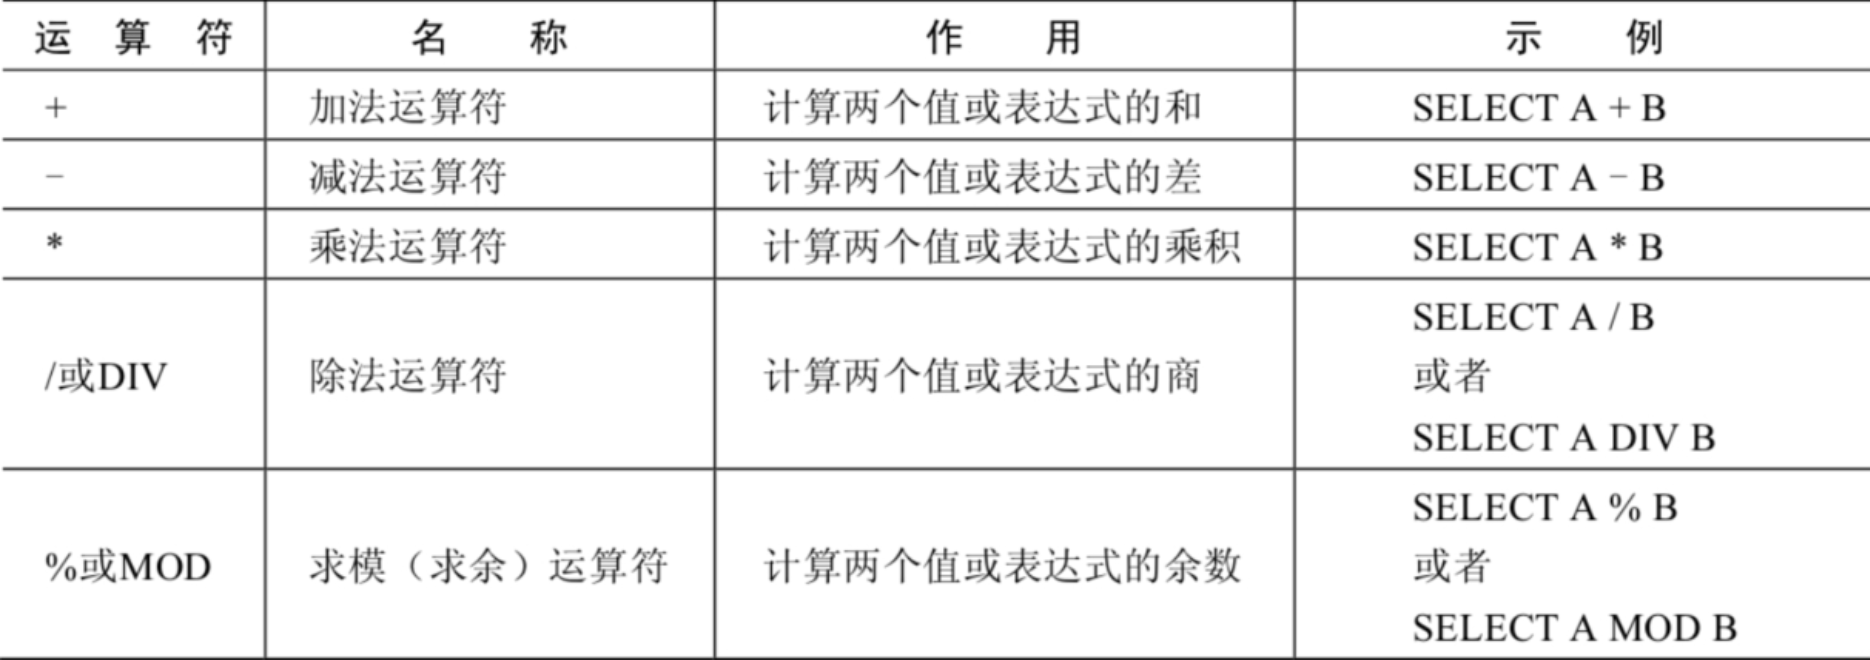 运 算 符 名 称 作 用 示 例
+ 加法运算符 计算两个值或表达式的和 SELECT A + B
– 减法运算符 计算两个值或表达式的差 SELECT A – B
* 乘法运算符 计算两个值或表达式的乘积 SELECT A * B
SELECT A / B
/或DIV 除法运算符 计算两个值或表达式的商 或者
SELECT A DIV B
SELECT A % B
%或MOD 求模（求余）运算符 计算两个值或表达式的余数 或者
SELECT A MOD B